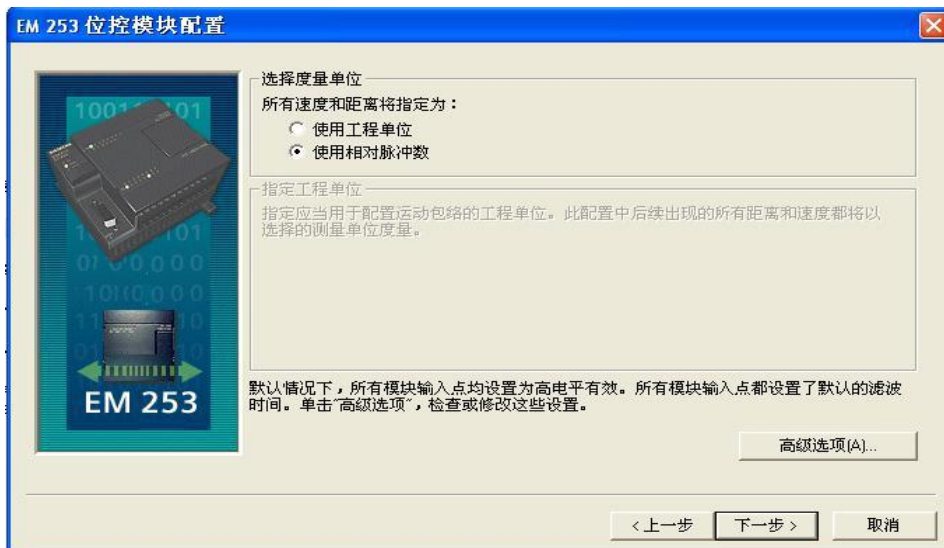 EM 253 位控模块配置
选择度量单位
所有速度和距离将指定为：
使用工程单位
使用相对脉冲数
指定工程单位
指定应当用于配置运动包络的工程单位。此配置中后续出现的所有距离和速度都将以
选择的测量单位度量。
EM 253
默认情况下，所有模块输入点均设置为高电平有效。所有模块输入点都设置了默认的滤波
时间。单击"高级选项"，检查或修改这些设置。
高级选项(A)...
<上一步
下一步>
取消